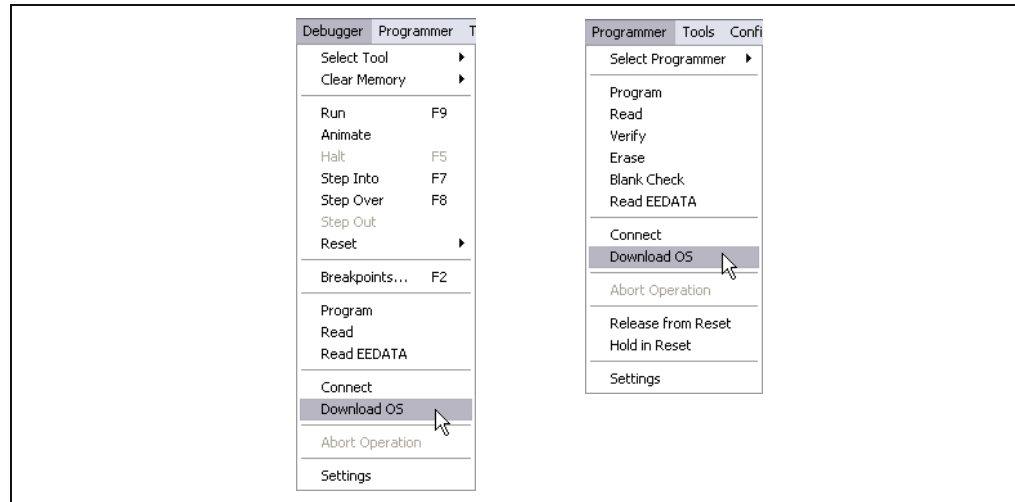 Debugger Programmer T
Select Tool
Clear Memory
Run F9
Animate
Halt F5
Step Into F7
Step Over F8
Step Out
Reset
Breakpoints... F2
Program
Read
Read EEDATA
Connect
Download OS
Abort Operation
Settings
Programmer Tools Confi
Select Programmer
Program
Read
Verify
Erase
Blank Check
Read EEDATA
Connect
Download OS
Abort Operation
Release from Reset
Hold in Reset
Settings